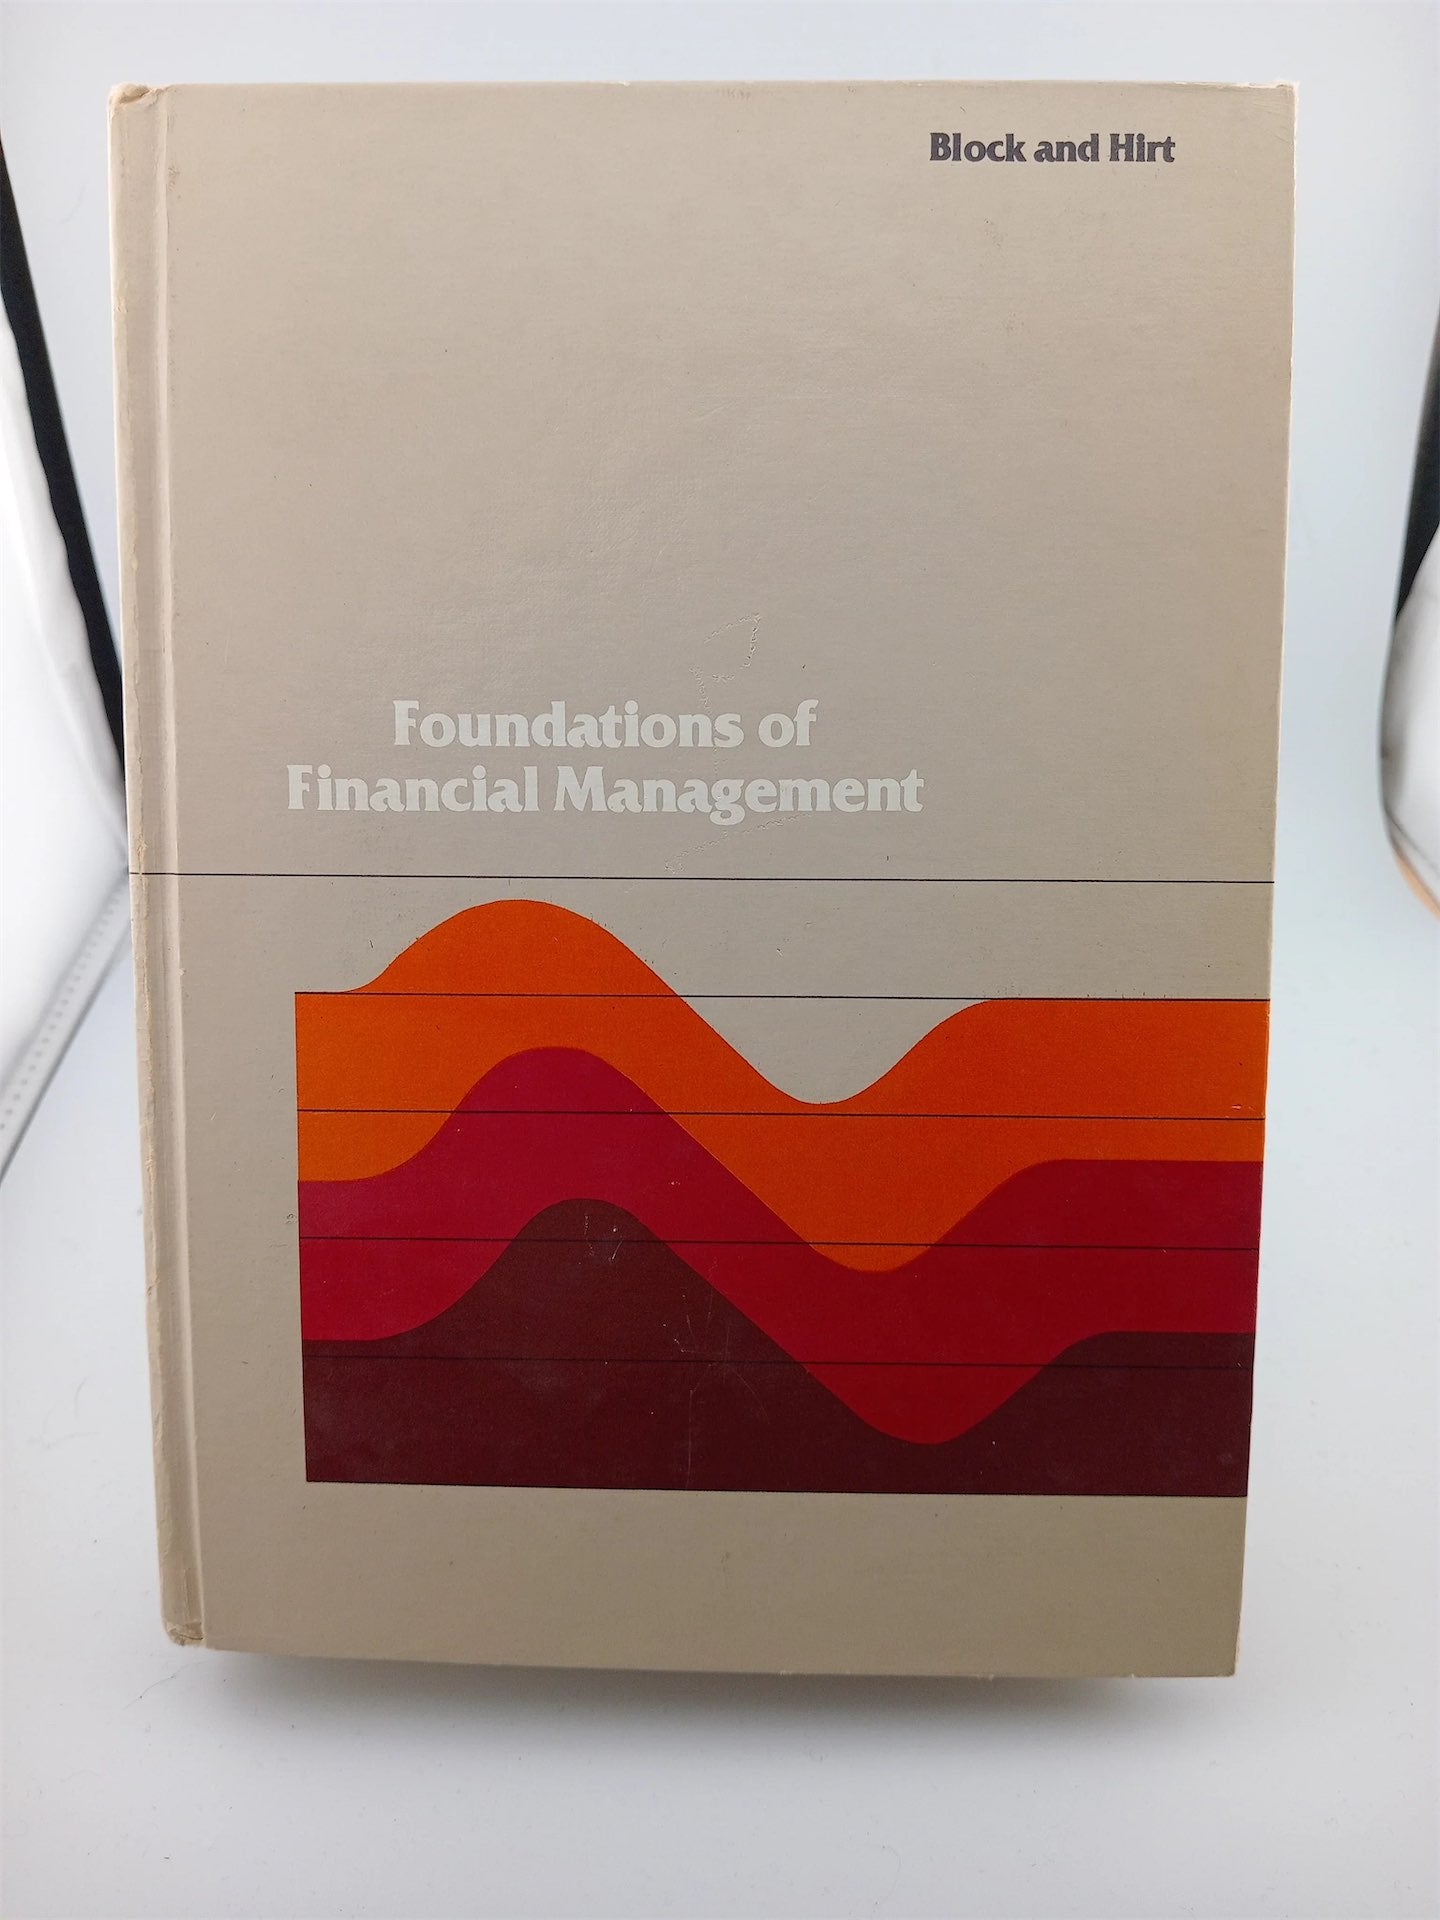 Block and Hirt
Foundations of
Financial Management